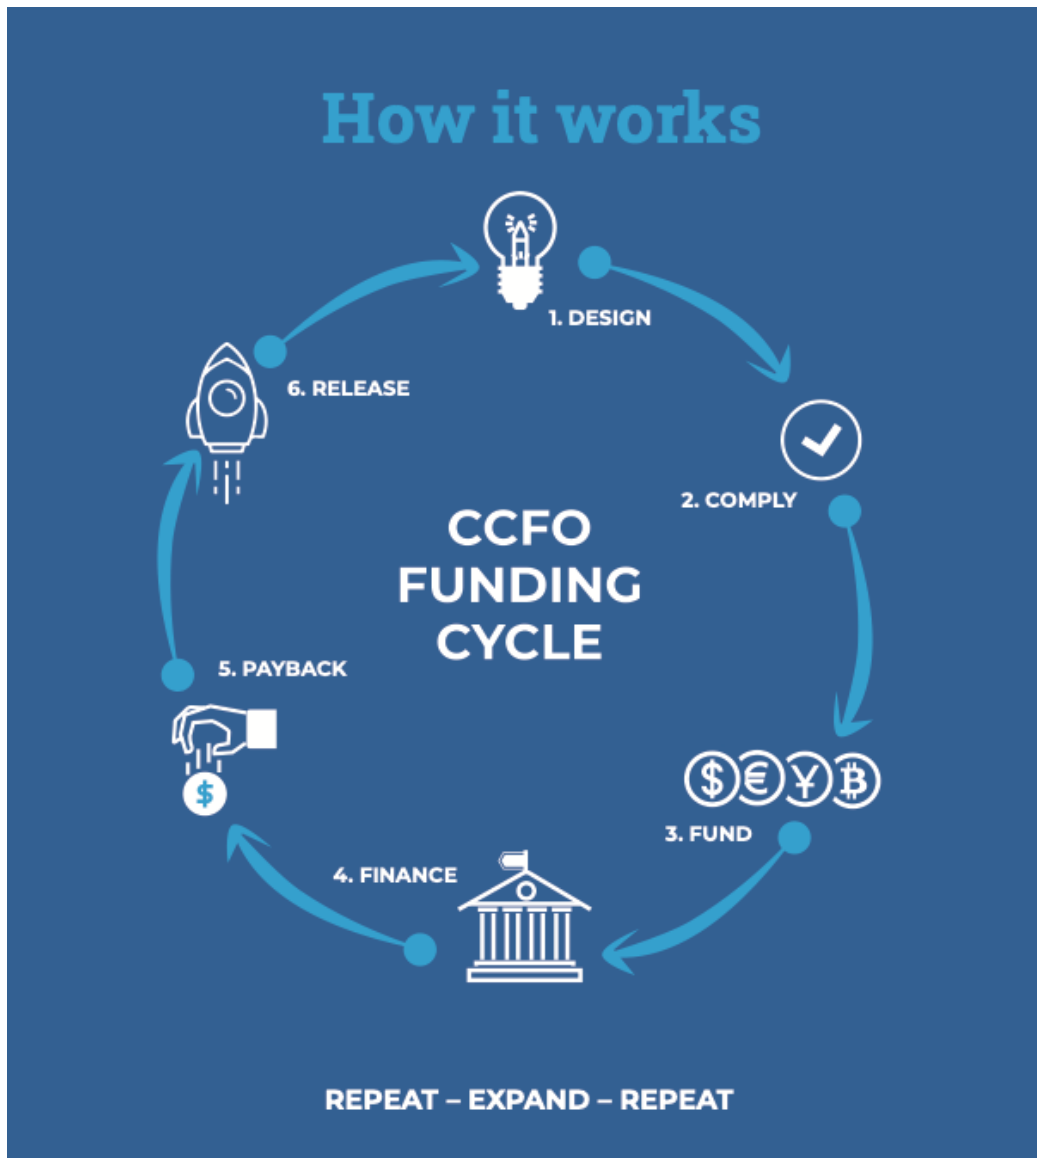 How it works
1. DESIGN
2. COMPLY
3. FUND
4. FINANCE
5. PAYBACK
6. RELEASE
CCFO
FUNDING
CYCLE
$ € ¥ ₿
$
REPEAT – EXPAND – REPEAT